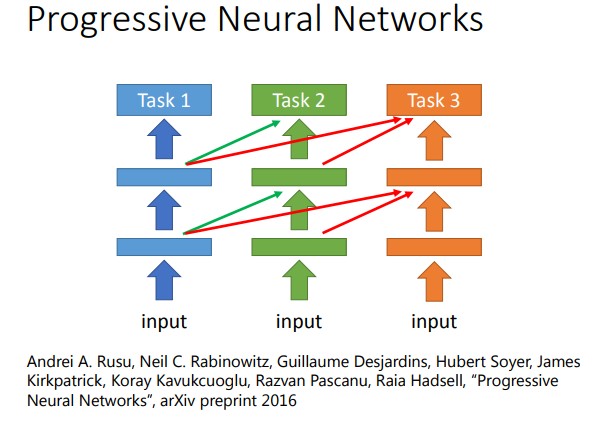 Progressive Neural Networks
Task 1 Task 2 Task 3
input input input
Andrei A. Rusu, Neil C. Rabinowitz, Guillaume Desjardins, Hubert Soyer, James
Kirkpatrick, Koray Kavukcuoglu, Razvan Pascanu, Raia Hadsell, “Progressive
Neural Networks”, arXiv preprint 2016